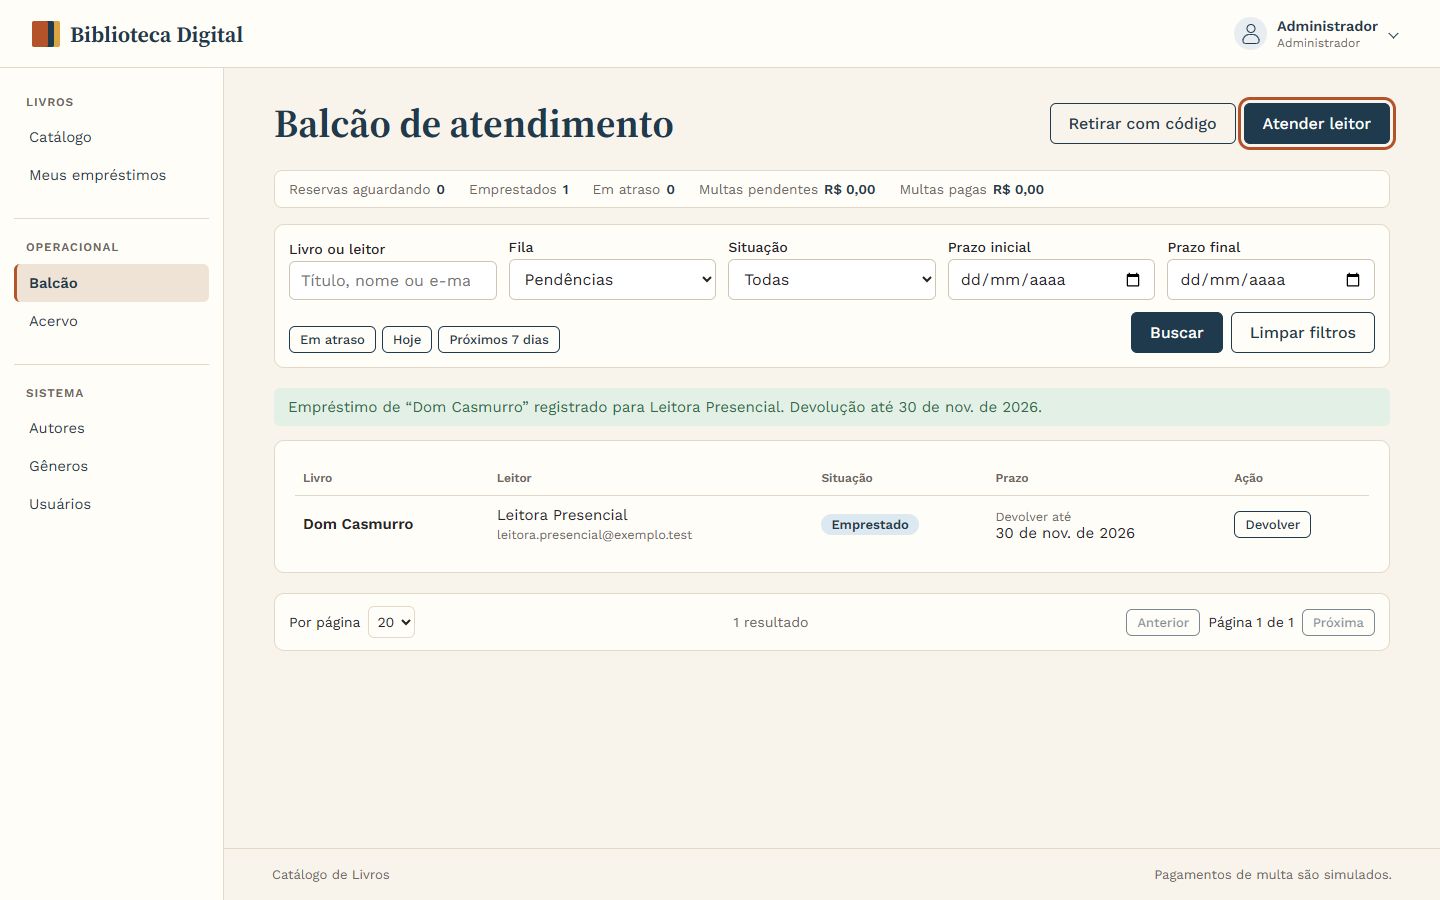 Biblioteca Digital
Administrador
Administrador
LIVROS
Catálogo
Meus empréstimos
OPERACIONAL
Balcão
Acervo
SISTEMA
Autores
Gêneros
Usuários
Balcão de atendimento
Retirar com código
Atender leitor
Reservas aguardando 0 Emprestados 1 Em atraso 0 Multas pendentes R$ 0,00 Multas pagas R$ 0,00
Livro ou leitor Fila Situação Prazo inicial Prazo final
Título, nome ou e-ma Pendências Todas dd/mm/aaaa dd/mm/aaaa
Em atraso Hoje Próximos 7 dias Buscar Limpar filtros
Empréstimo de “Dom Casmurro” registrado para Leitora Presencial. Devolução até 30 de nov. de 2026.
Livro Leitor Situação Prazo Ação
Dom Casmurro
Leitora Presencial
leitora.presencial@exemplo.test
Emprestado
Devolver até
30 de nov. de 2026
Devolver
Por página 20 1 resultado Anterior Página 1 de 1 Próxima
Catálogo de Livros
Pagamentos de multa são simulados.